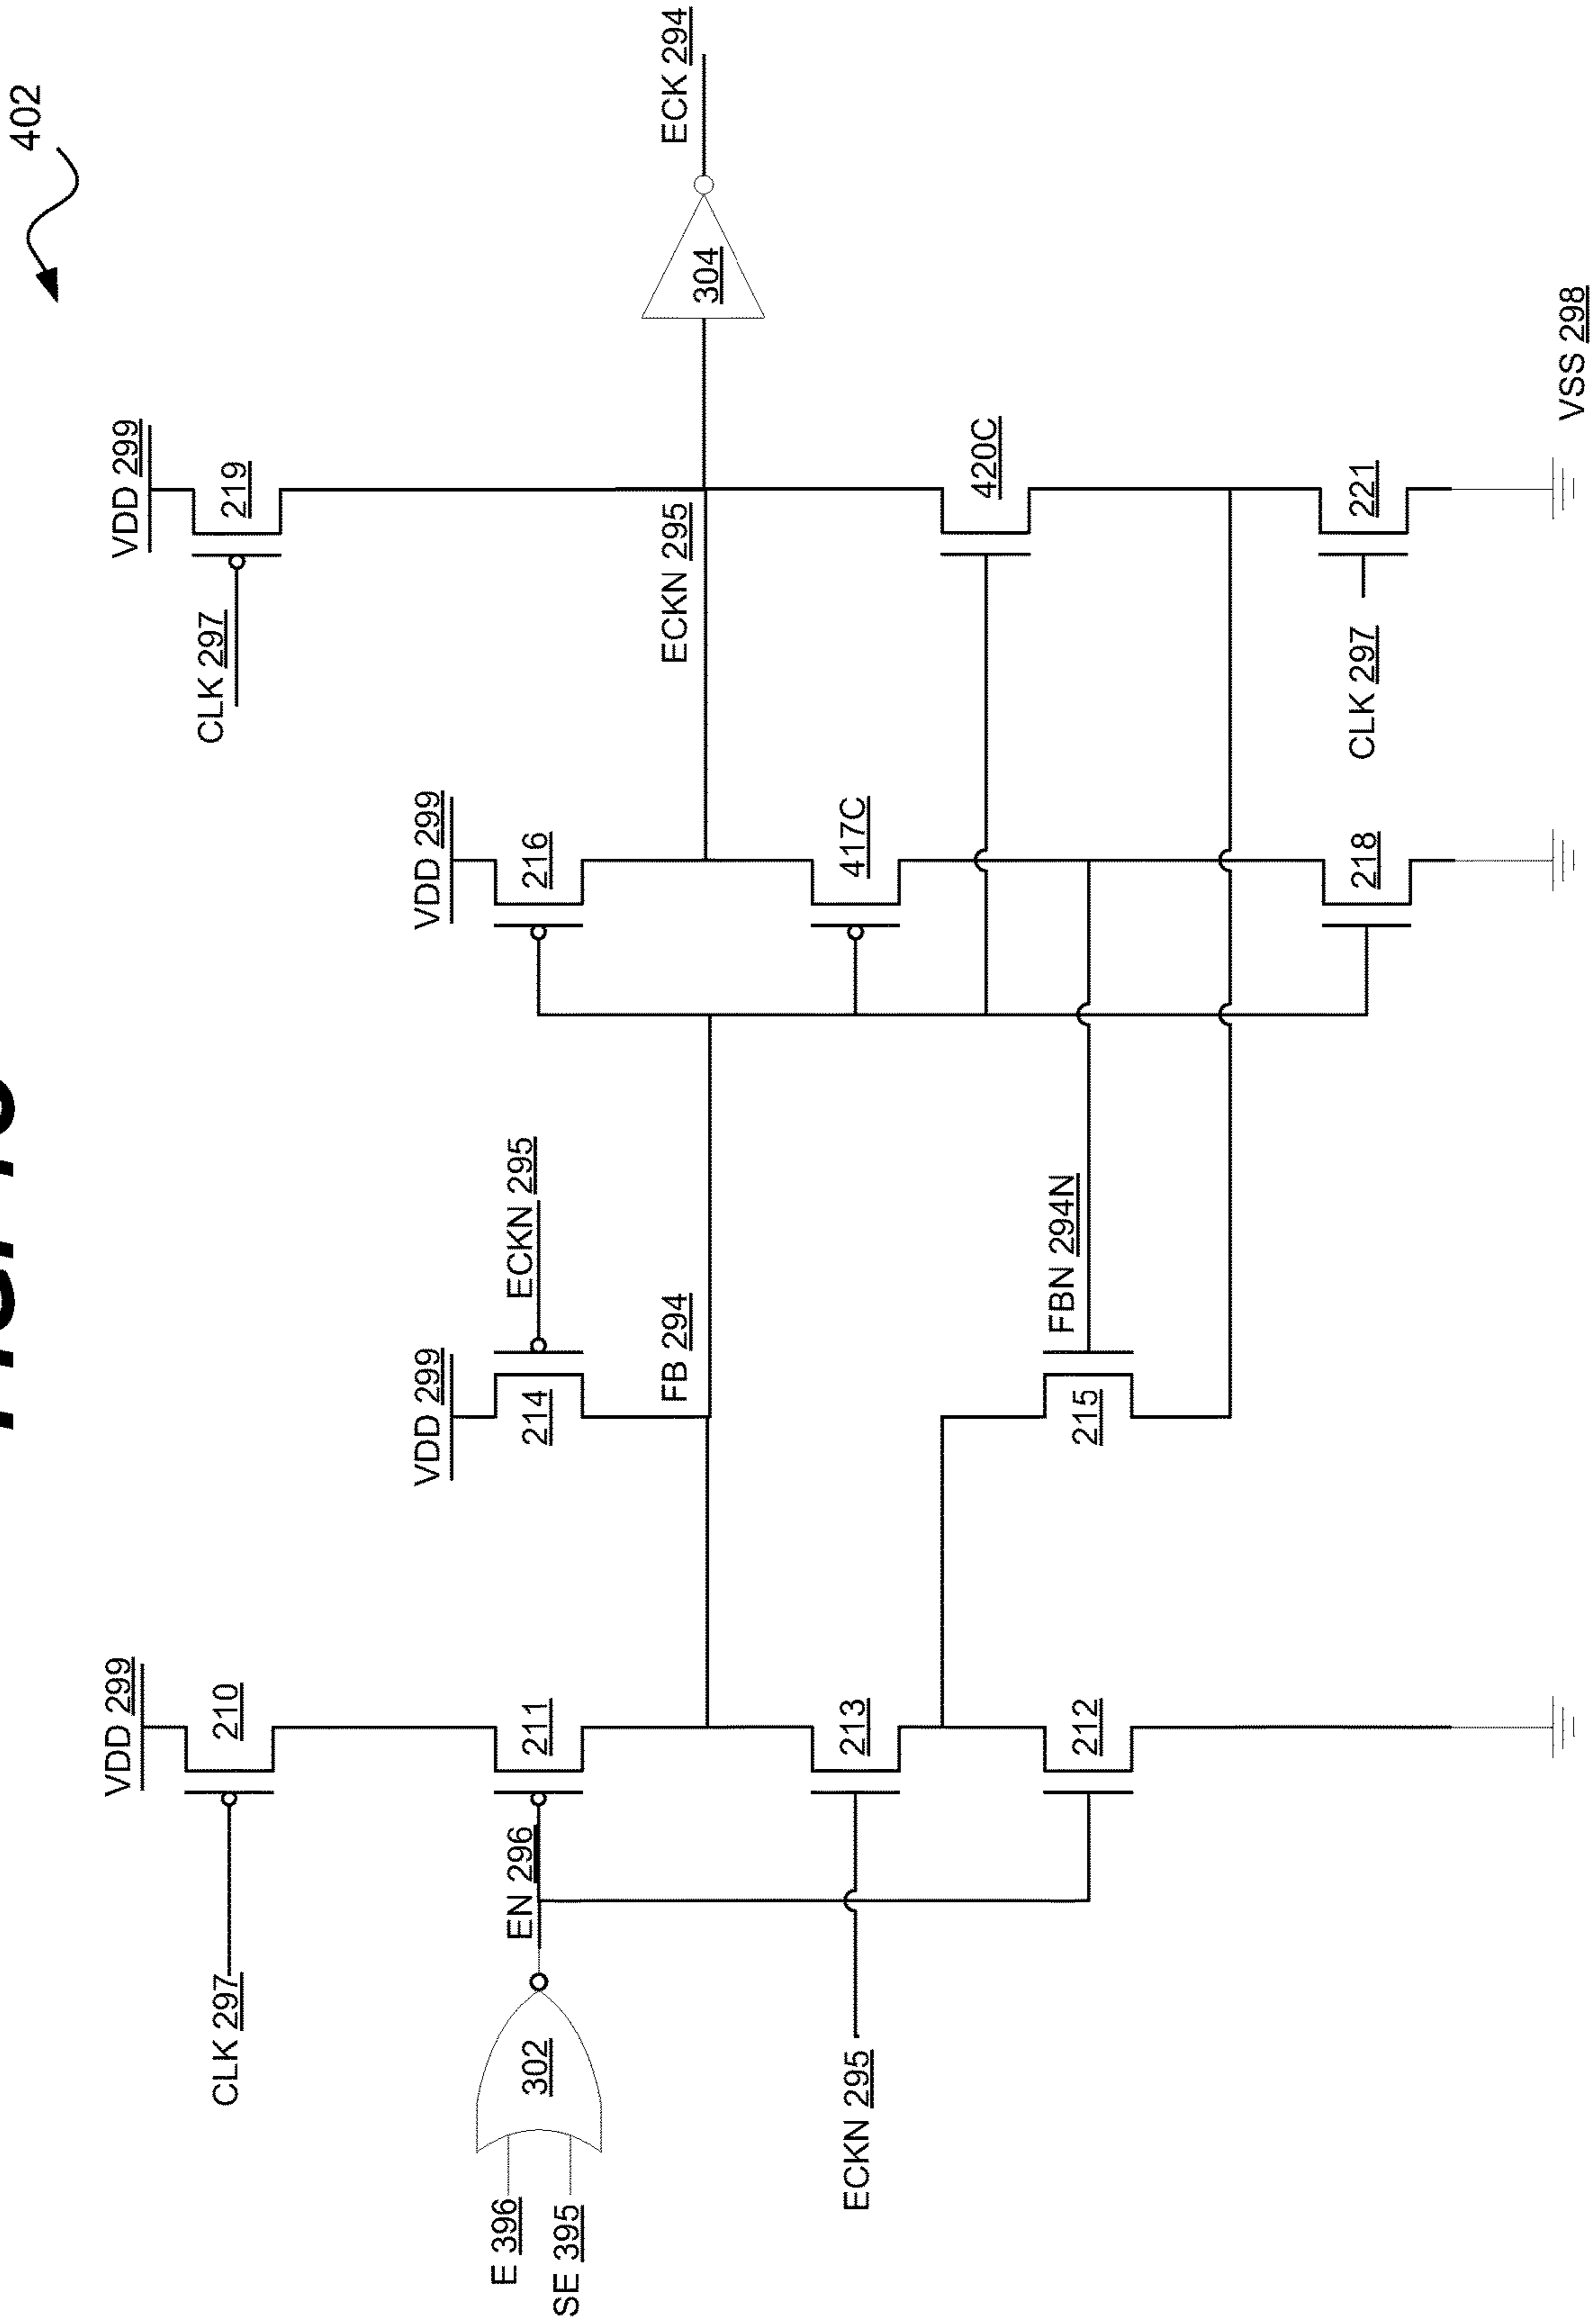 402
VDD 299
VDD 299
CLK 297
210
CLK 297
219
VDD 299
VDD 299
E 396
EN 296
ECKN 295
302
211
214
216
SE 395
FB 294
ECKN 295
304
ECK 294
ECKN 295
213
417C
420C
FBN 294N
212
215
CLK 297
218
221
VSS 298